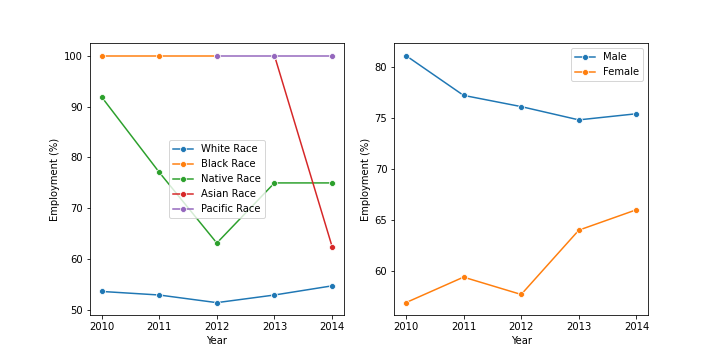 100
90
80
70
60
50
Employment (%)
2010 2011 2012 2013 2014
Year
White Race
Black Race
Native Race
Asian Race
Pacific Race
80
75
70
65
60
Employment (%)
2010 2011 2012 2013 2014
Year
Male
Female